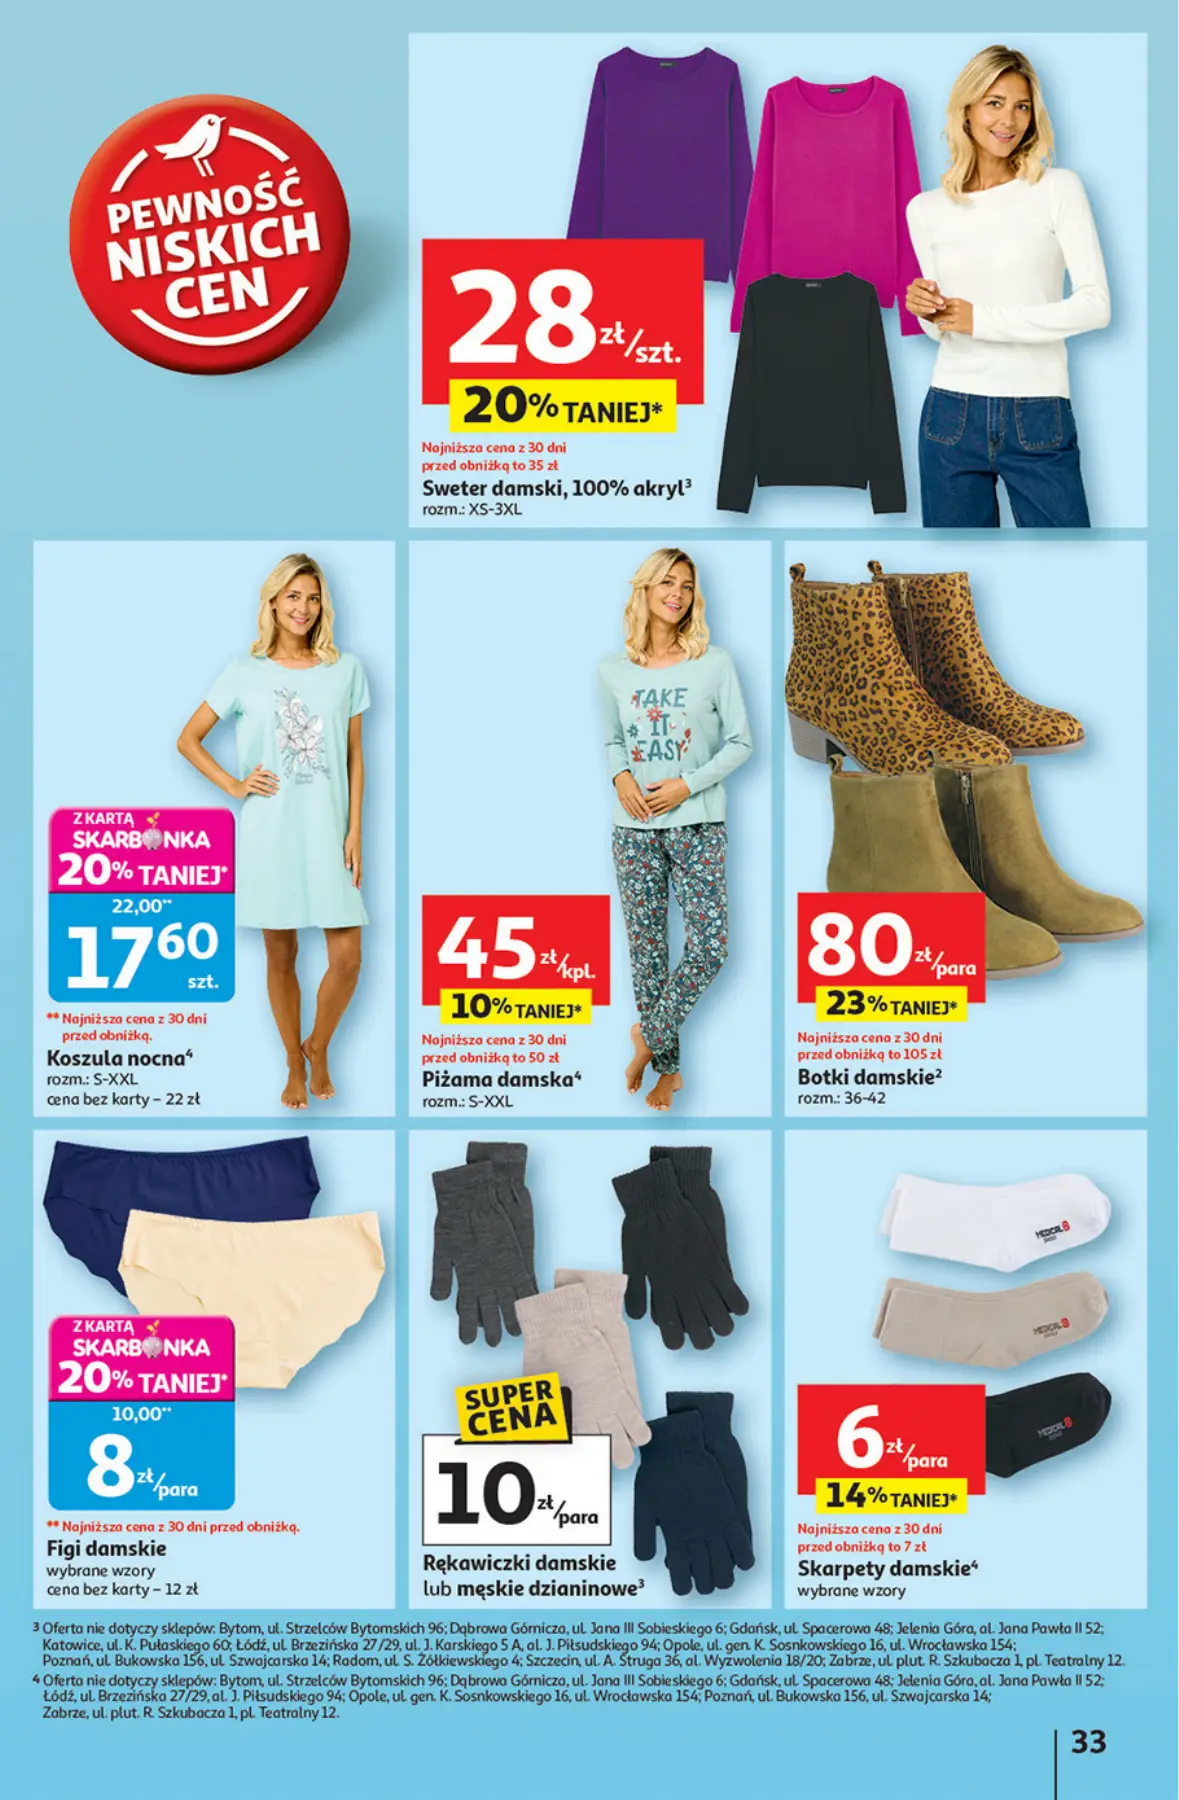 PEWNOŚĆ
NISKICH
CEN
28 zł/szt.
20% TANIEJ*
Najniższa cena z 30 dni
przed obniżką to 35 zł
Sweter damski, 100% akryl³
rozm.: XS-3XL
Z KARTĄ
SKARBONKA
20% TANIEJ*
22,00**
17 60
szt.
** Najniższa cena z 30 dni
przed obniżką.
Koszula nocna⁴
rozm.: S-XXL
cena bez karty – 22 zł
TAKE
IT
EASY
45 zł/kpl.
10% TANIEJ*
Najniższa cena z 30 dni
przed obniżką to 50 zł
Piżama damska⁴
rozm.: S-XXL
80 zł/para
23% TANIEJ*
Najniższa cena z 30 dni
przed obniżką to 105 zł
Botki damskie²
rozm.: 36-42
Z KARTĄ
SKARBONKA
20% TANIEJ*
10,00**
8 zł/para
** Najniższa cena z 30 dni przed obniżką.
Figi damskie
wybrane wzory
cena bez karty – 12 zł
SUPER
CENA
10 zł/para
Rękawiczki damskie
lub męskie dzianinowe³
MEDICAL
MEDICAL
MEDICAL
6 zł/para
14% TANIEJ*
Najniższa cena z 30 dni
przed obniżką to 7 zł
Skarpety damskie⁴
wybrane wzory
³ Oferta nie dotyczy sklepów: Bytom, ul. Strzelców Bytomskich 96; Dąbrowa Górnicza, ul. Jana III Sobieskiego 6; Gdańsk, ul. Spacerowa 48; Jelenia Góra, al. Jana Pawła II 52;
Katowice, ul. K. Pułaskiego 60; Łódź, ul. Brzezińska 27/29, ul. J. Karskiego 5 A, al. J. Piłsudskiego 94; Opole, ul. gen. K. Sosnkowskiego 16, ul. Wrocławska 154;
Poznań, ul. Bukowska 156, ul. Szwajcarska 14; Radom, ul. S. Żółkiewskiego 4; Szczecin, ul. A. Struga 36, al. Wyzwolenia 18/20; Zabrze, ul. plut. R. Szkubacza 1, pl. Teatralny 12.
⁴ Oferta nie dotyczy sklepów: Bytom, ul. Strzelców Bytomskich 96; Dąbrowa Górnicza, ul. Jana III Sobieskiego 6; Gdańsk, ul. Spacerowa 48; Jelenia Góra, al. Jana Pawła II 52;
Łódź, ul. Brzezińska 27/29, al. J. Piłsudskiego 94; Opole, ul. gen. K. Sosnkowskiego 16, ul. Wrocławska 154; Poznań, ul. Bukowska 156, ul. Szwajcarska 14;
Zabrze, ul. plut. R. Szkubacza 1, pl. Teatralny 12.
33